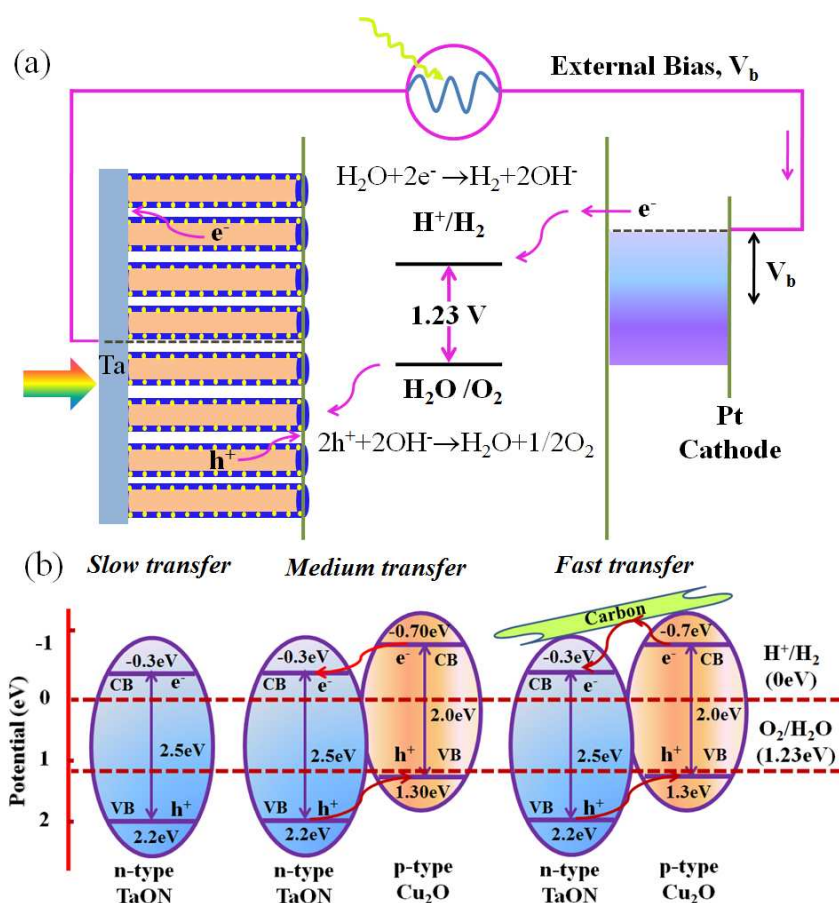 (a)
External Bias, V_b
H₂O+2e⁻→H₂+2OH⁻
H⁺/H₂
e⁻
e⁻
V_b
1.23 V
Ta
H₂O /O₂
2h⁺+2OH⁻→H₂O+1/2O₂
h⁺
Pt
Cathode
(b)
Slow transfer
Medium transfer
Fast transfer
Carbon
Potential (eV)
-1
0
1
2
-0.3eV
CB
e⁻
2.5eV
VB
h⁺
2.2eV
n-type
TaON
-0.3eV
CB
e⁻
2.5eV
VB
h⁺
2.2eV
n-type
TaON
-0.70eV
e⁻
CB
2.0eV
h⁺
VB
1.30eV
p-type
Cu₂O
-0.3eV
CB
e⁻
2.5eV
VB
h⁺
2.2eV
n-type
TaON
-0.7eV
e⁻
CB
2.0eV
h⁺
VB
1.3eV
p-type
Cu₂O
H⁺/H₂
(0eV)
O₂/H₂O
(1.23eV)